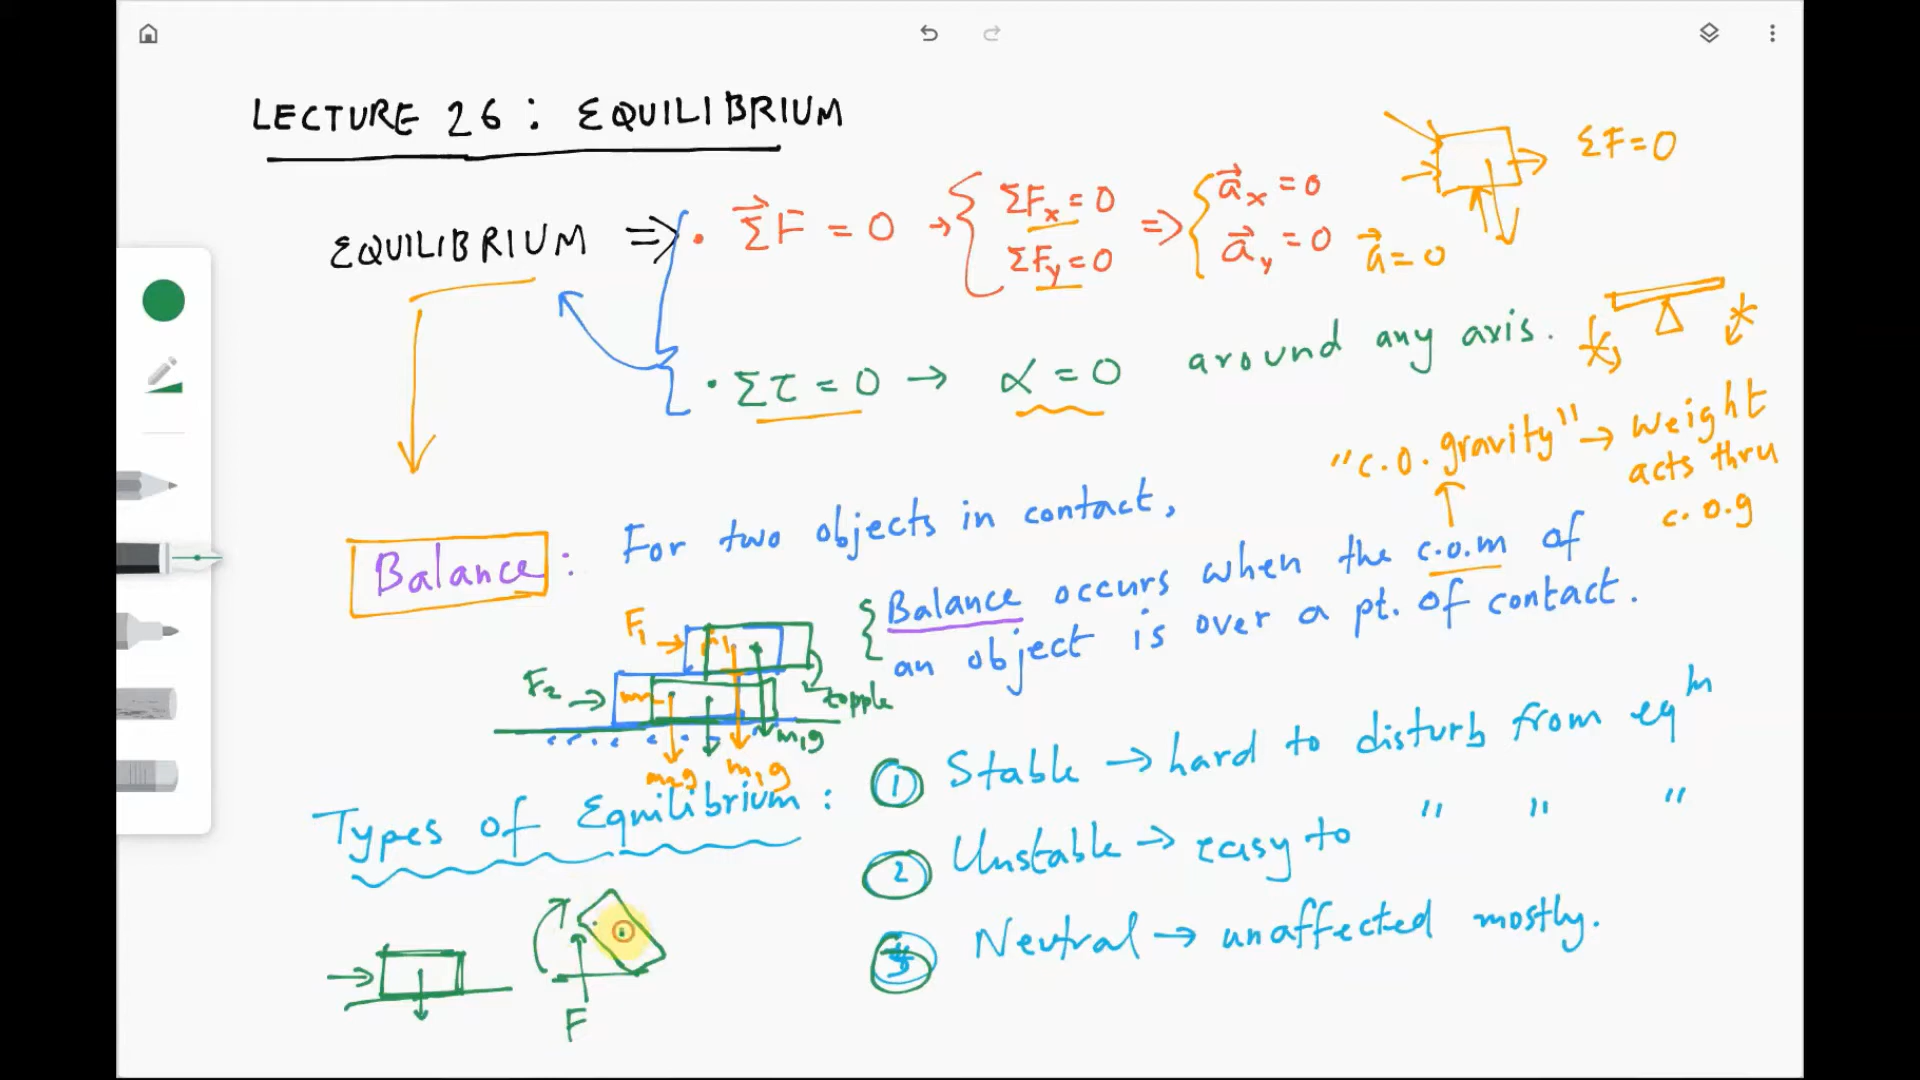 LECTURE 26 : EQUILIBRIUM
ΣF = 0
EQUILIBRIUM ⇒ · ΣF = 0 → { ΣFx = 0 ⇒ { ax = 0
ΣFy = 0 ay = 0 a = 0
· Στ = 0 → α = 0 around any axis.
"c.o. gravity" → weight
acts thru
c.o.g
Balance : For two objects in contact,
{ Balance occurs when the c.o.m of
an object is over a pt. of contact.
F1
F2
topple
m1g
m2g m1g
Types of Equilibrium :
1 Stable → hard to disturb from eqm
2 Unstable → easy to " " "
3 Neutral → unaffected mostly.
F